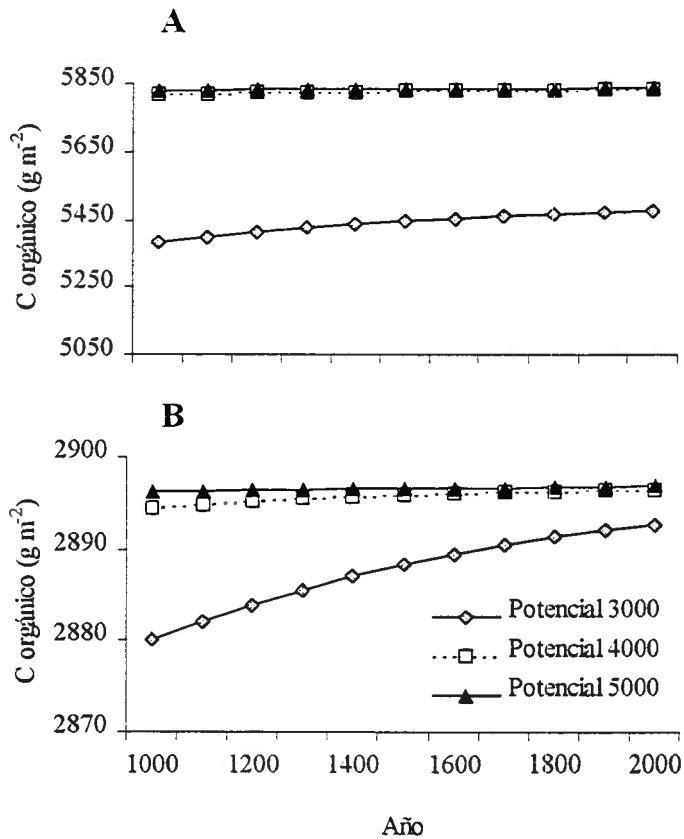 A
5850
5650
5450
5250
5050
C orgánico (g m-2)
B
2900
2890
2880
2870
C orgánico (g m-2)
Potencial 3000
Potencial 4000
Potencial 5000
1000 1200 1400 1600 1800 2000
Año